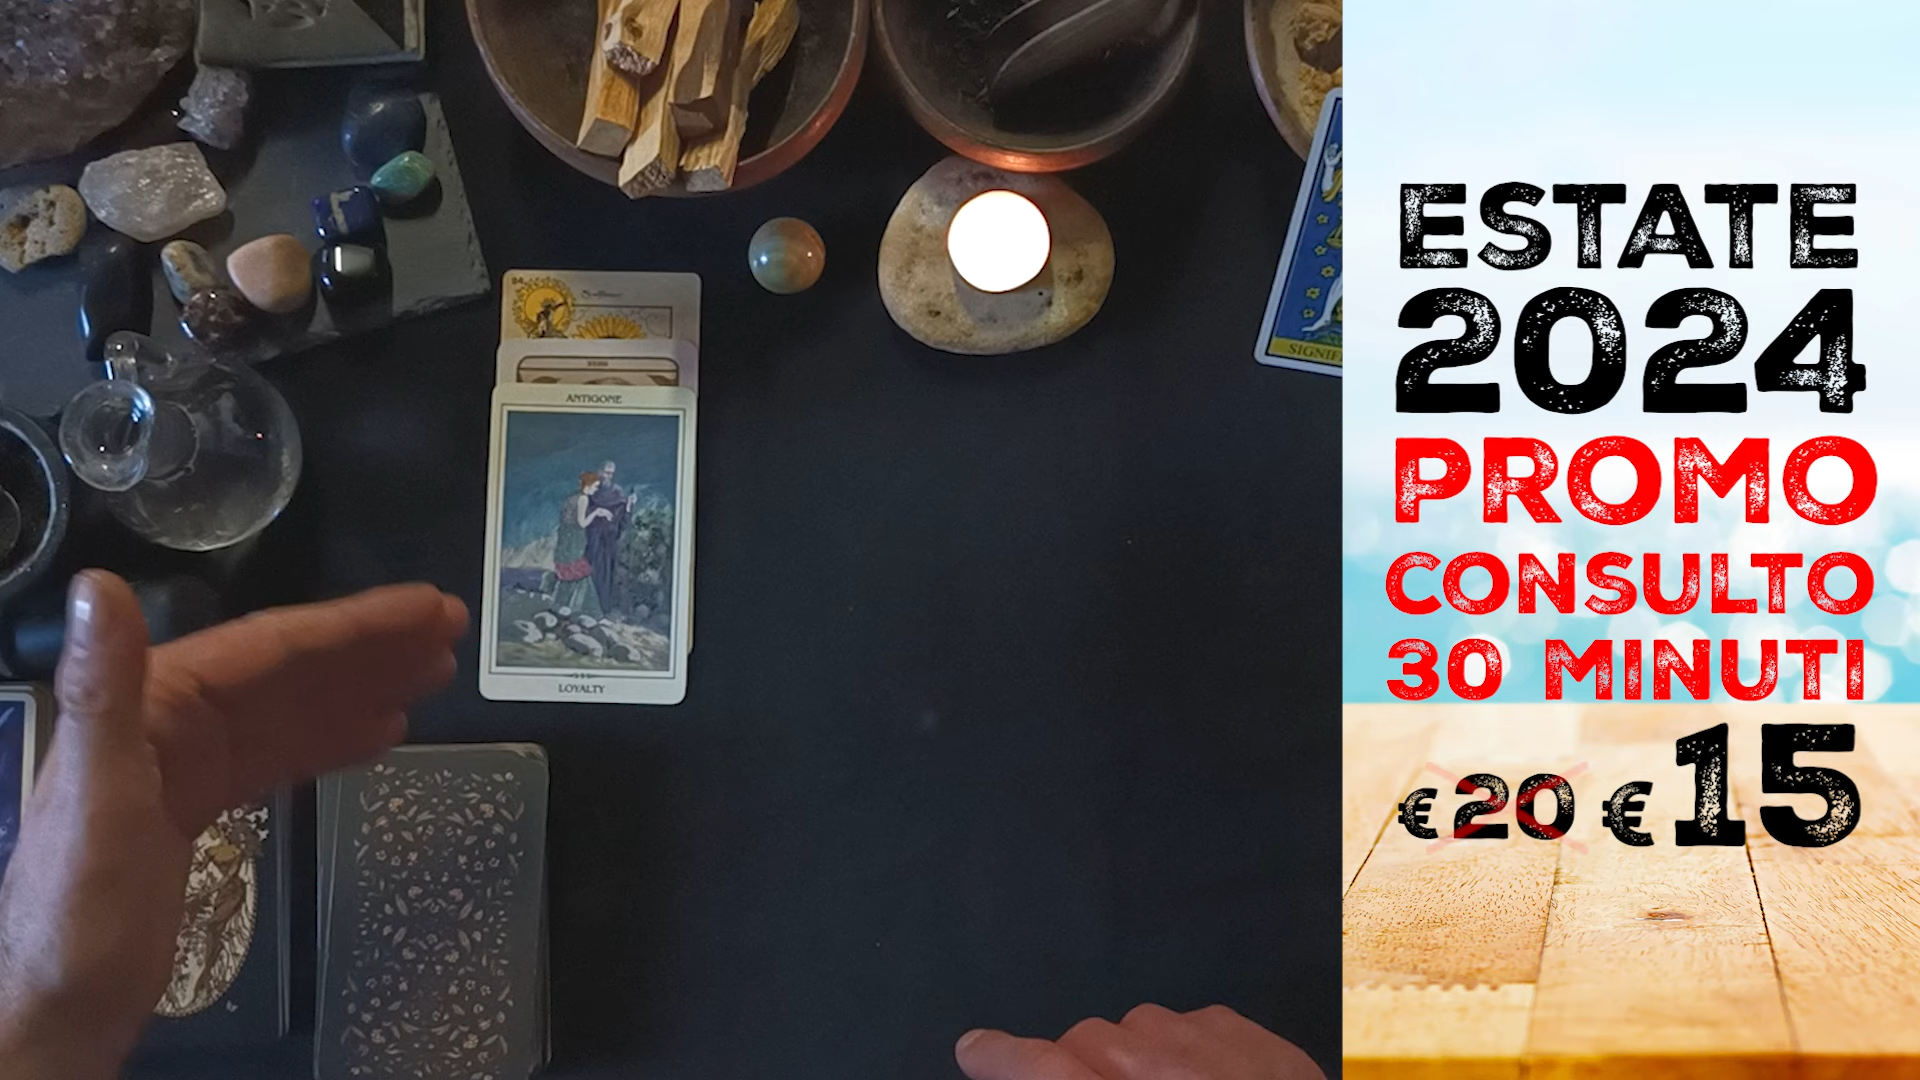 ANTIGONE
LOYALTY
ESTATE
2024
PROMO
CONSULTO
30 MINUTI
€20 €15